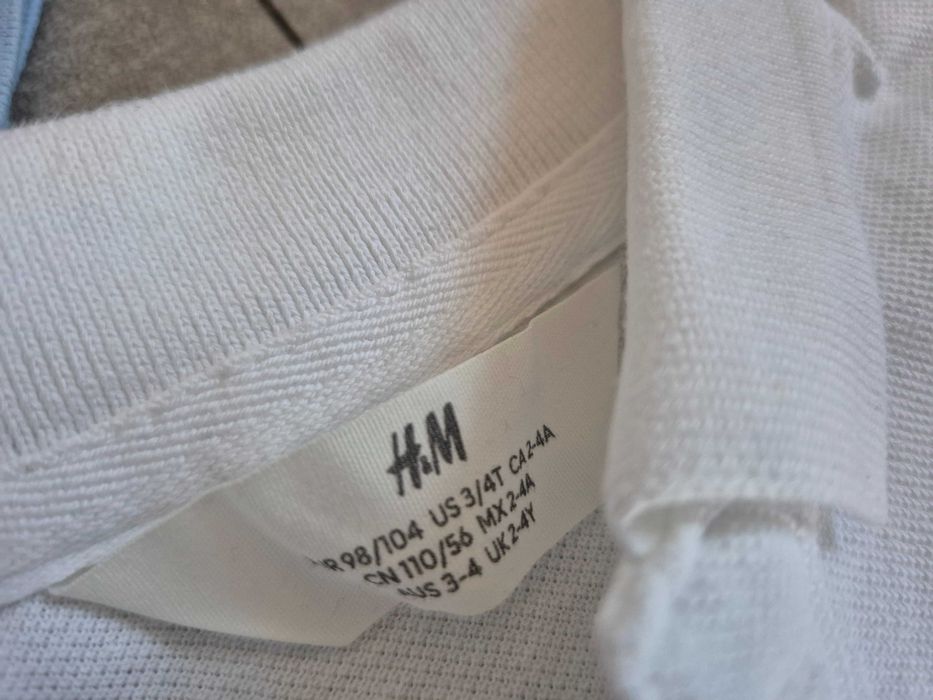 H&M
98/104 US 3/4T CA 2-4A
CN 110/56 MX 2-4A
AUS 3-4 UK 2-4Y